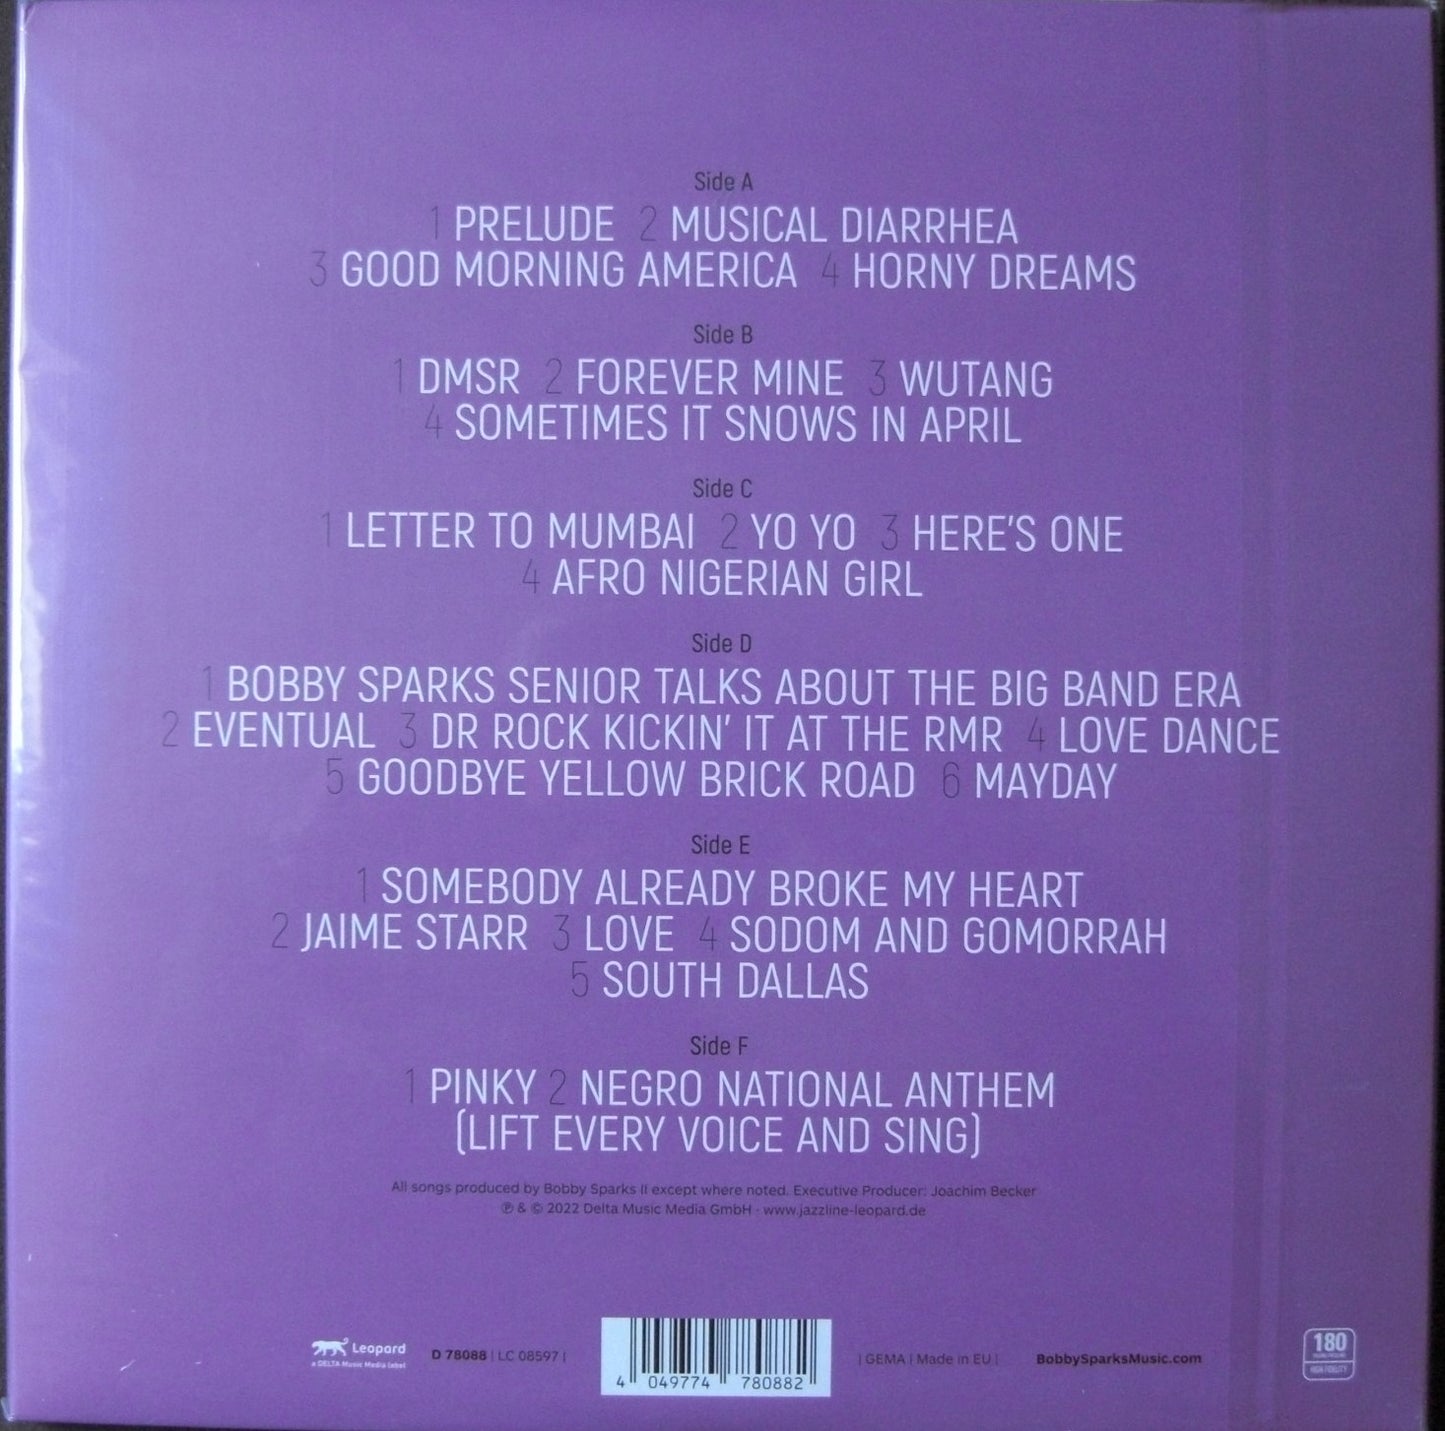 Side A
1 PRELUDE 2 MUSICAL DIARRHEA
3 GOOD MORNING AMERICA 4 HORNY DREAMS
Side B
1 DMSR 2 FOREVER MINE 3 WUTANG
4 SOMETIMES IT SNOWS IN APRIL
Side C
1 LETTER TO MUMBAI 2 YO YO 3 HERE'S ONE
4 AFRO NIGERIAN GIRL
Side D
1 BOBBY SPARKS SENIOR TALKS ABOUT THE BIG BAND ERA
2 EVENTUAL 3 DR ROCK KICKIN' IT AT THE RMR 4 LOVE DANCE
5 GOODBYE YELLOW BRICK ROAD 6 MAYDAY
Side E
1 SOMEBODY ALREADY BROKE MY HEART
2 JAIME STARR 3 LOVE 4 SODOM AND GOMORRAH
5 SOUTH DALLAS
Side F
1 PINKY 2 NEGRO NATIONAL ANTHEM
(LIFT EVERY VOICE AND SING)
All songs produced by Bobby Sparks II except where noted. Executive Producer: Joachim Becker
℗ & © 2022 Delta Music Media GmbH · www.jazzline-leopard.de
Leopard
a DELTA Music Media label
D 78088 | LC 08597 |
4 049774 780882
| GEMA | Made in EU |
BobbySparksMusic.com
180
HIGH FIDELITY